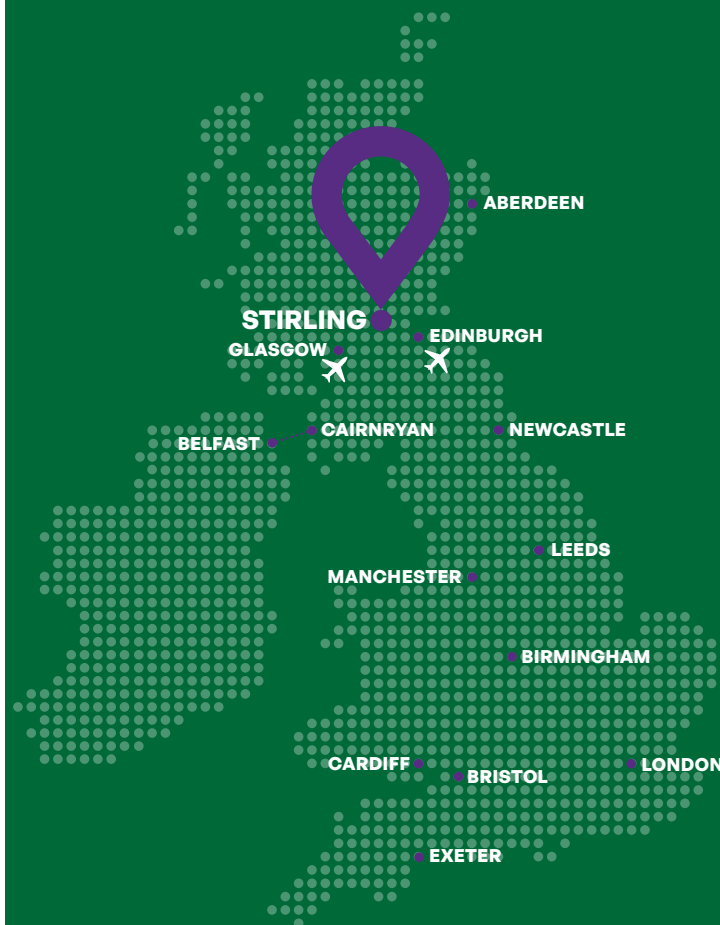 ABERDEEN
STIRLING
EDINBURGH
GLASGOW
CAIRNRYAN
NEWCASTLE
BELFAST
LEEDS
MANCHESTER
BIRMINGHAM
CARDIFF
LONDON
BRISTOL
EXETER